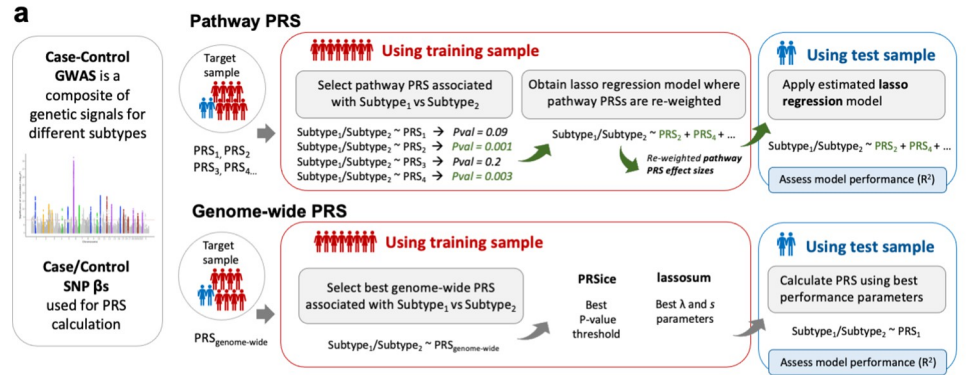 a
Case-Control
GWAS is a
composite of
genetic signals for
different subtypes
Case/Control
SNP βs
used for PRS
calculation
Pathway PRS
Target
sample
PRS₁, PRS₂
PRS₃, PRS₄...
Using training sample
Select pathway PRS associated
with Subtype₁ vs Subtype₂
Subtype₁/Subtype₂ ~ PRS₁ → Pval = 0.09
Subtype₁/Subtype₂ ~ PRS₂ → Pval = 0.001
Subtype₁/Subtype₂ ~ PRS₃ → Pval = 0.2
Subtype₁/Subtype₂ ~ PRS₄ → Pval = 0.003
Obtain lasso regression model where
pathway PRSs are re-weighted
Subtype₁/Subtype₂ ~ PRS₂ + PRS₄ + ...
Re-weighted pathway
PRS effect sizes
Using test sample
Apply estimated lasso
regression model
Subtype₁/Subtype₂ ~ PRS₂ + PRS₄ + ...
Assess model performance (R²)
Genome-wide PRS
Target
sample
PRSgenome-wide
Using training sample
Select best genome-wide PRS
associated with Subtype₁ vs Subtype₂
Subtype₁/Subtype₂ ~ PRSgenome-wide
PRSice
Best
P-value
threshold
lassosum
Best λ and s
parameters
Using test sample
Calculate PRS using best
performance parameters
Subtype₁/Subtype₂ ~ PRS₁
Assess model performance (R²)